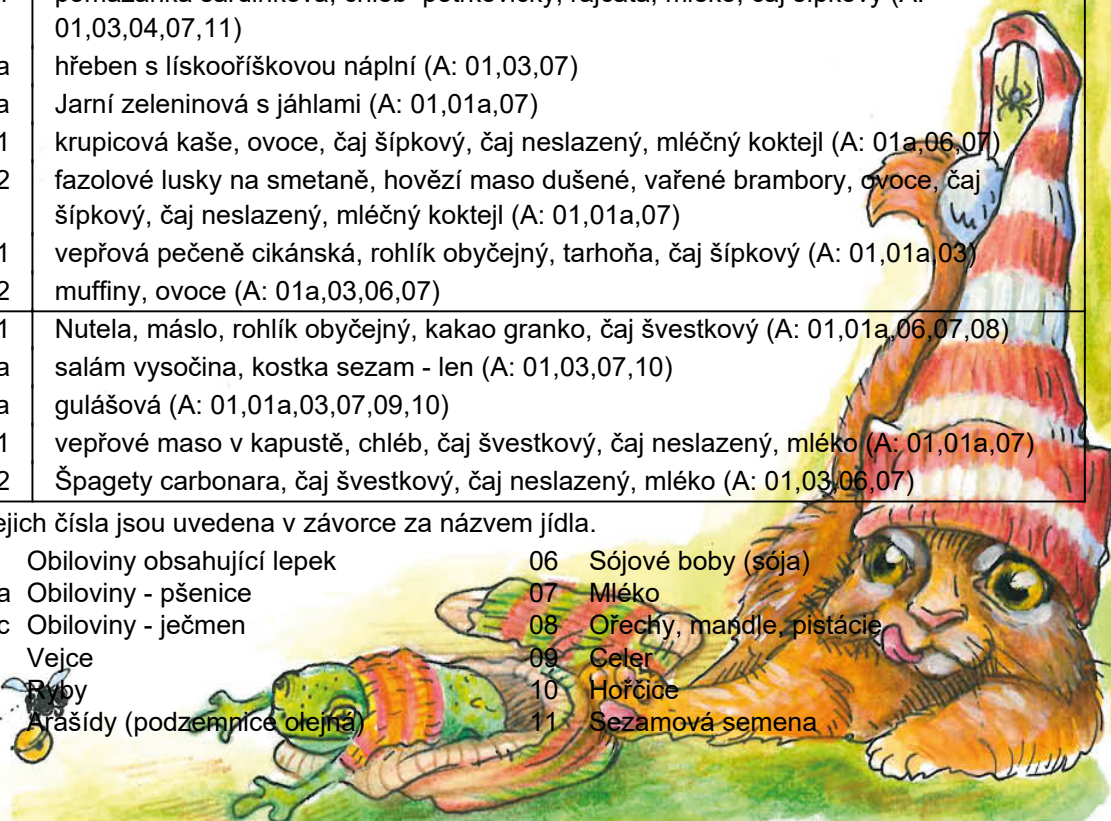 01,03,04,07,11)
a hřeben s lískooříškovou náplní (A: 01,03,07)
a Jarní zeleninová s jáhlami (A: 01,01a,07)
1 krupicová kaše, ovoce, čaj šípkový, čaj neslazený, mléčný koktejl (A: 01a,06,07)
2 fazolové lusky na smetaně, hovězí maso dušené, vařené brambory, ovoce, čaj
šípkový, čaj neslazený, mléčný koktejl (A: 01,01a,07)
1 vepřová pečeně cikánská, rohlík obyčejný, tarhoňa, čaj šípkový (A: 01,01a,03)
2 muffiny, ovoce (A: 01a,03,06,07)
1 Nutela, máslo, rohlík obyčejný, kakao granko, čaj švestkový (A: 01,01a,06,07,08)
a salám vysočina, kostka sezam - len (A: 01,03,07,10)
a gulášová (A: 01,01a,03,07,09,10)
1 vepřové maso v kapustě, chléb, čaj švestkový, čaj neslazený, mléko (A: 01,01a,07)
2 Špagety carbonara, čaj švestkový, čaj neslazený, mléko (A: 01,03,06,07)
ejich čísla jsou uvedena v závorce za názvem jídla.
Obiloviny obsahující lepek 06 Sójové boby (sója)
a Obiloviny - pšenice 07 Mléko
c Obiloviny - ječmen 08 Ořechy, mandle, pistácie
Vejce 09 Celer
Ryby 10 Hořčice
Arašídy (podzemnice olejná) 11 Sezamová semena